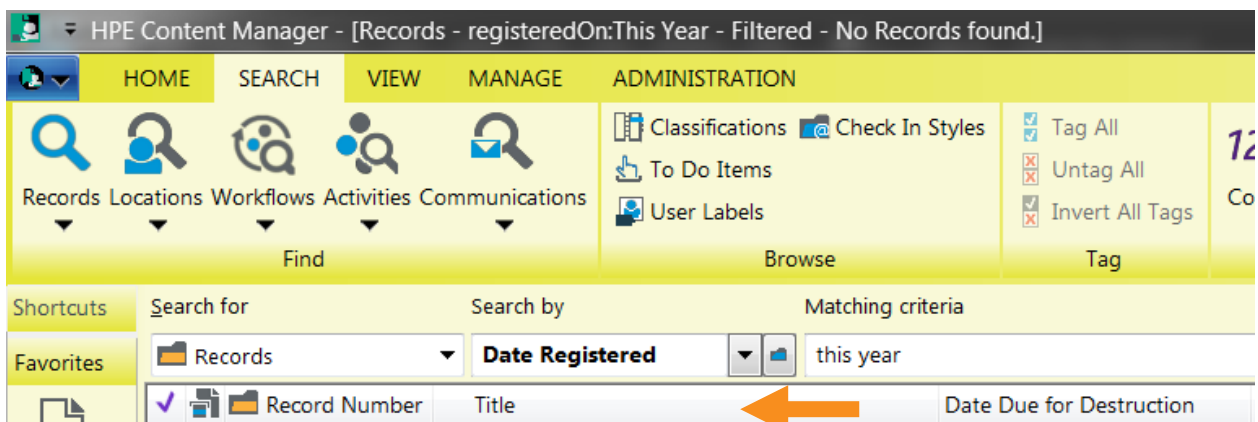 HPE Content Manager - [Records - registeredOn:This Year - Filtered - No Records found.]
HOME SEARCH VIEW MANAGE ADMINISTRATION
Classifications Check In Styles Tag All
To Do Items Untag All
Records Locations Workflows Activities Communications
User Labels Invert All Tags
Find Browse Tag
Shortcuts Search for Search by Matching criteria
Favorites Records Date Registered this year
Record Number Title Date Due for Destruction